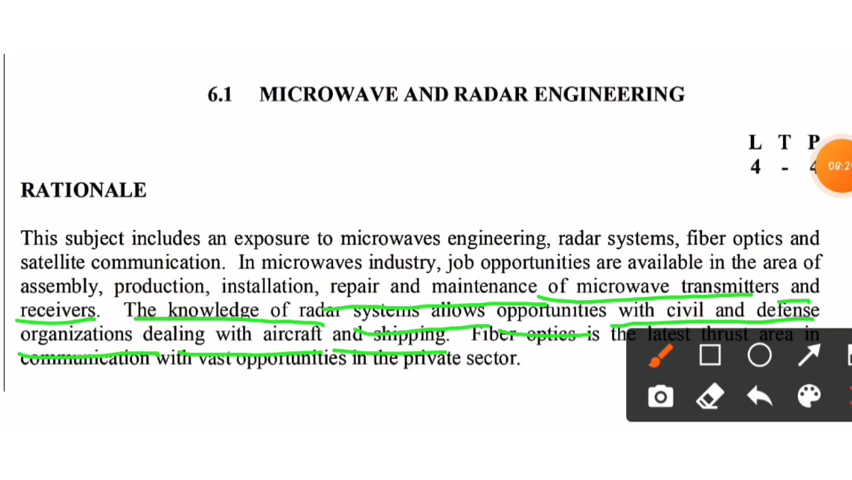 6.1 MICROWAVE AND RADAR ENGINEERING
L T P
4 -
RATIONALE
This subject includes an exposure to microwaves engineering, radar systems, fiber optics and
satellite communication. In microwaves industry, job opportunities are available in the area of
assembly, production, installation, repair and maintenance of microwave transmitters and
receivers. The knowledge of radar systems allows opportunities with civil and defense
organizations dealing with aircraft and shipping. Fiber optics is the latest thrust area in
communication with vast opportunities in the private sector.